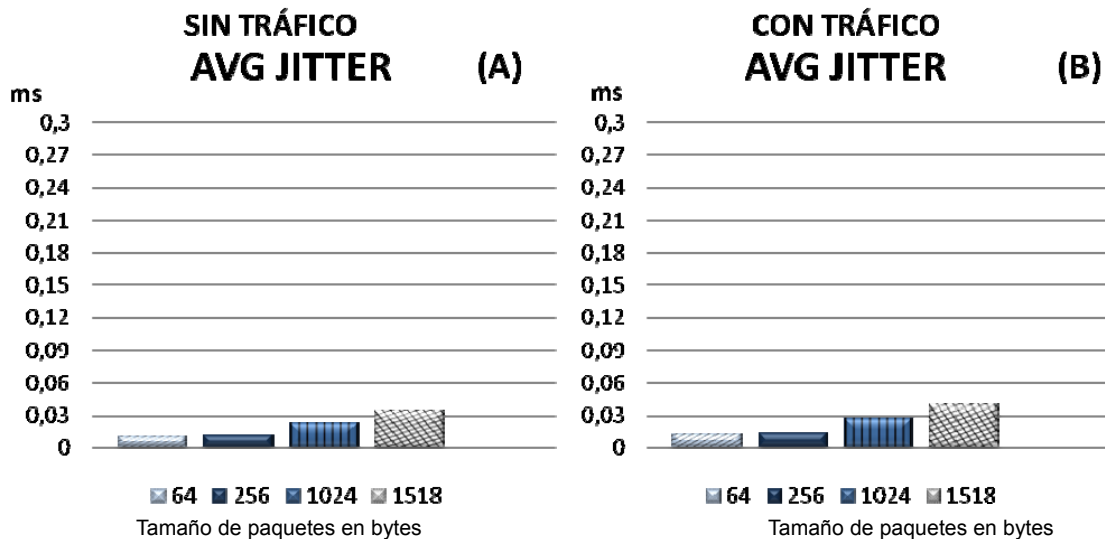 SIN TRÁFICO
AVG JITTER (A)
ms
0,3
0,27
0,24
0,21
0,18
0,15
0,12
0,09
0,06
0,03
0
64 256 1024 1518
Tamaño de paquetes en bytes
CON TRÁFICO
AVG JITTER (B)
ms
0,3
0,27
0,24
0,21
0,18
0,15
0,12
0,09
0,06
0,03
0
64 256 1024 1518
Tamaño de paquetes en bytes